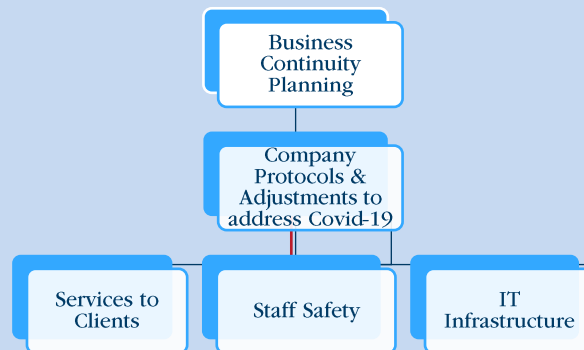 Business
Continuity
Planning
Company
Protocols &
Adjustments to
address Covid-19
Services to
Clients
Staff Safety
IT
Infrastructure